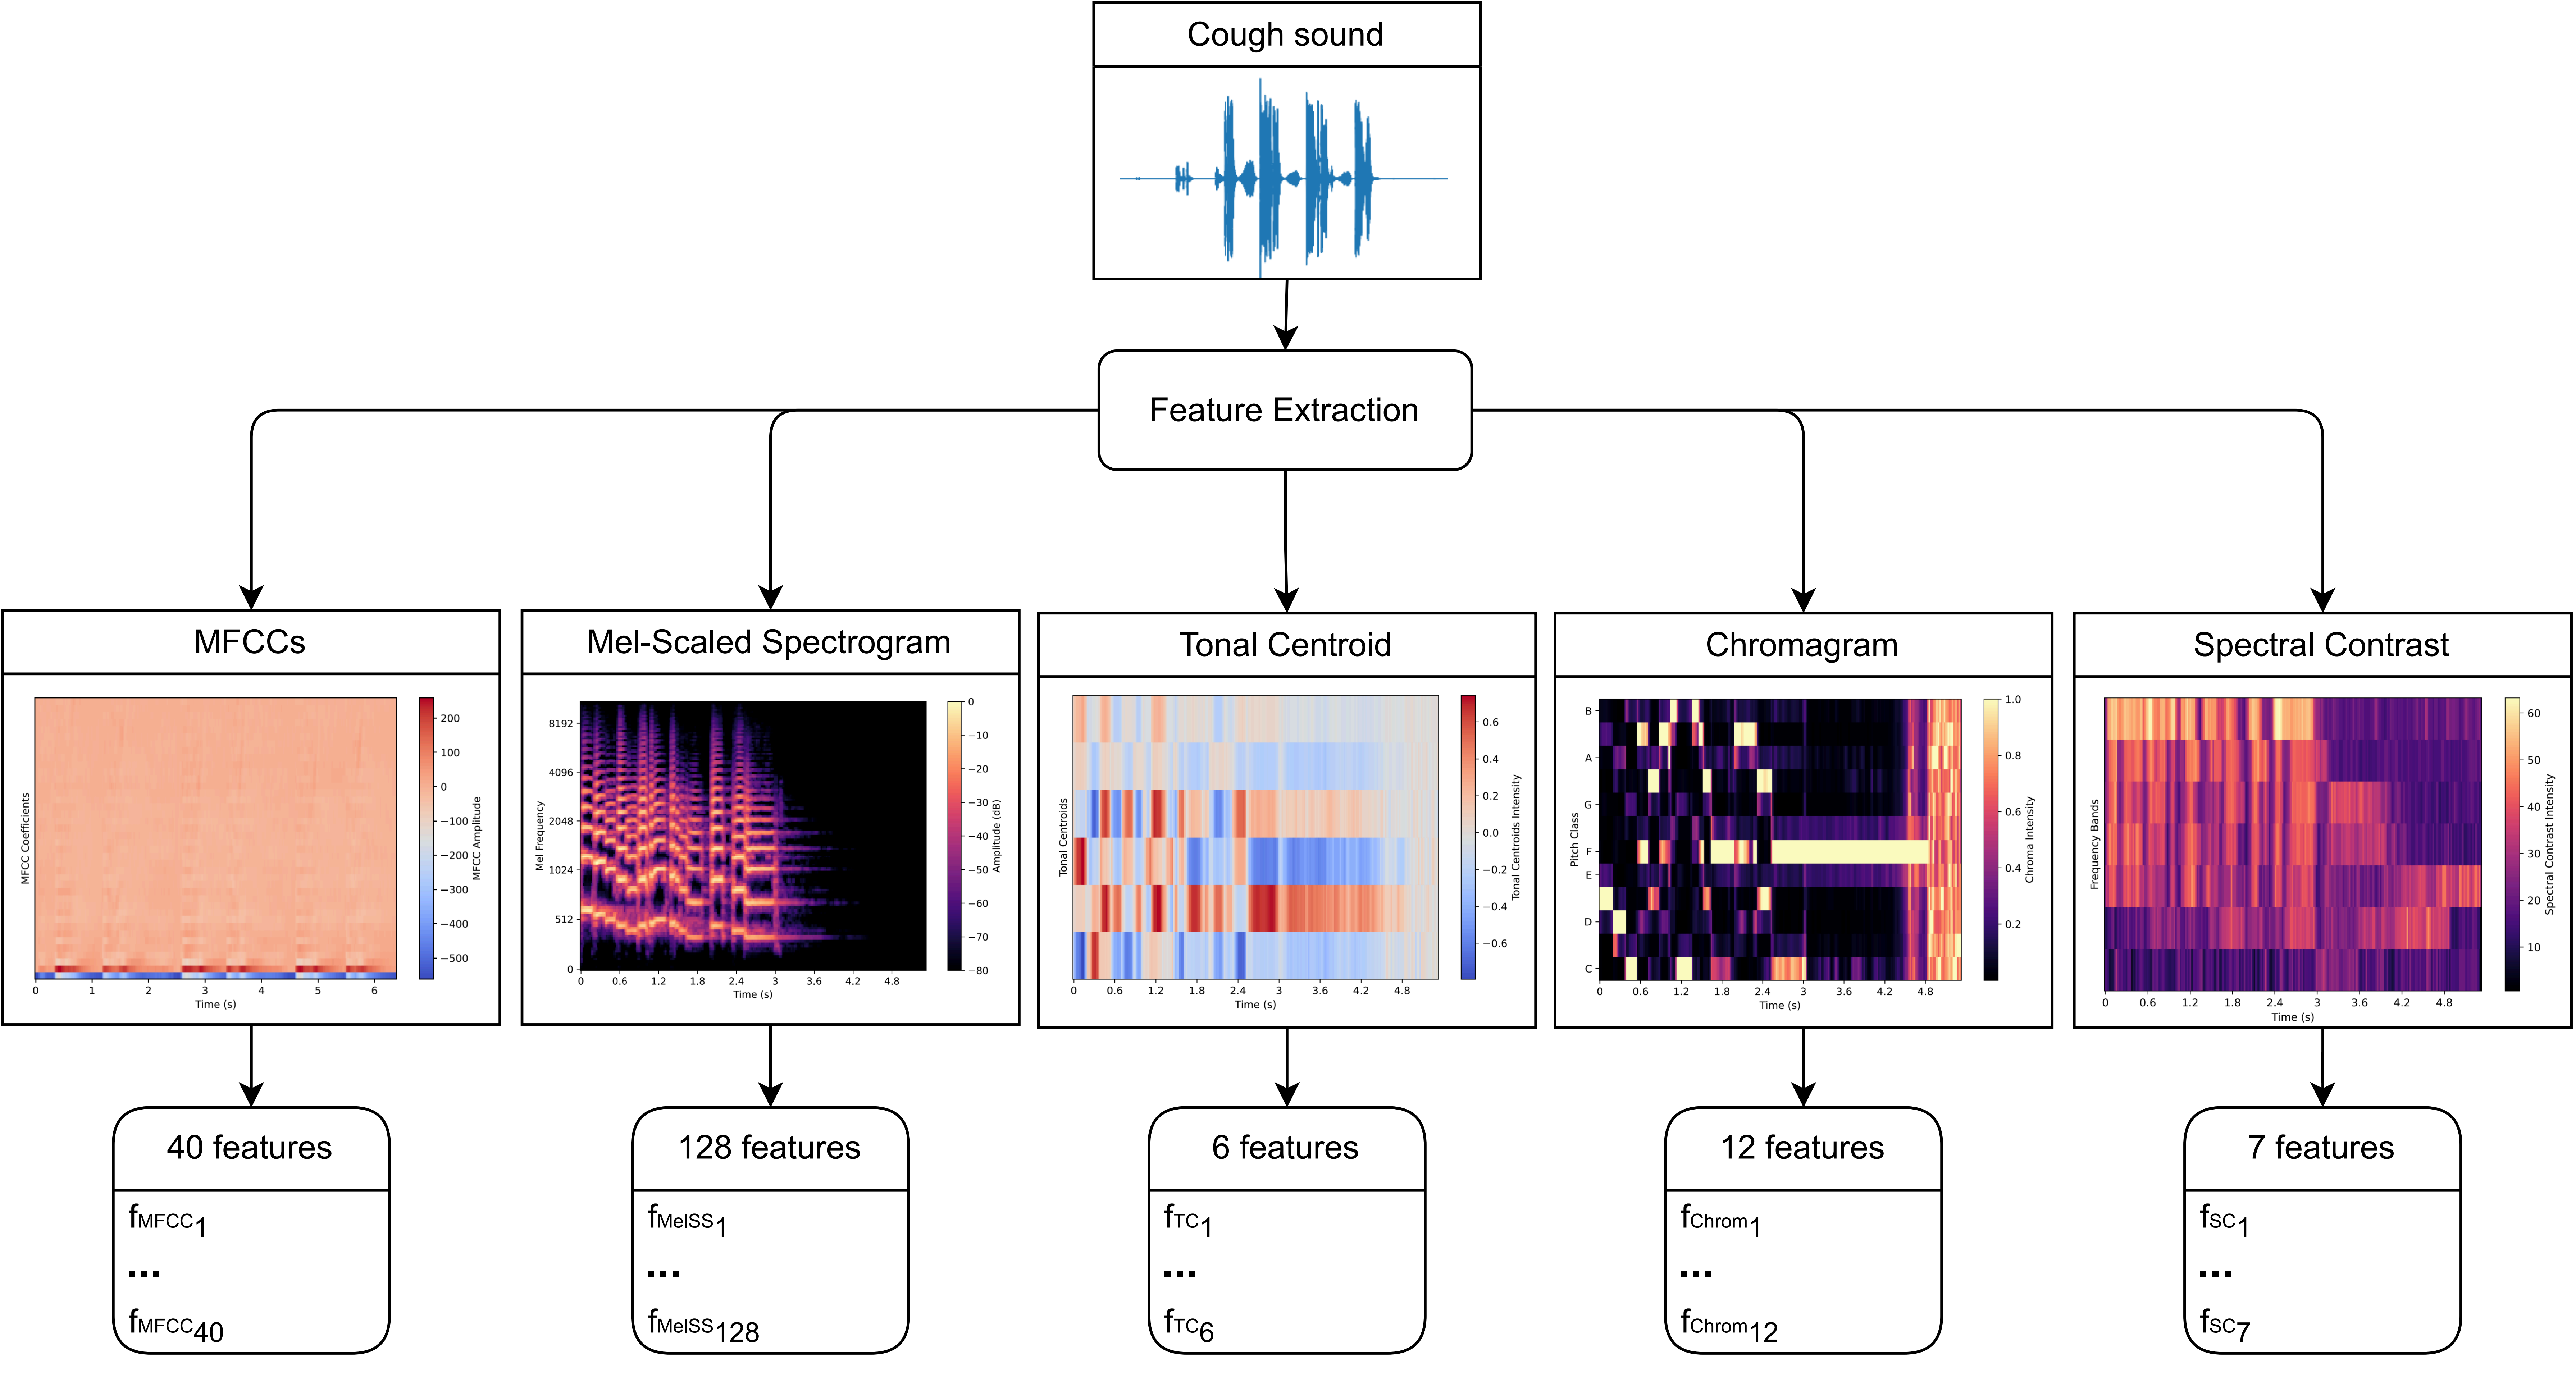 Cough sound
Feature Extraction
MFCCs
MFCC Coefficients
0 1 2 3 4 5 6
Time (s)
200
100
0
−100
−200
−300
−400
−500
MFCC Amplitude
Mel-Scaled Spectrogram
Mel Frequency
8192
4096
2048
1024
512
0
0 0.6 1.2 1.8 2.4 3 3.6 4.2 4.8
Time (s)
0
−10
−20
−30
−40
−50
−60
−70
−80
Amplitude (dB)
Tonal Centroid
Tonal Centroids
0 0.6 1.2 1.8 2.4 3 3.6 4.2 4.8
Time (s)
0.6
0.4
0.2
0.0
−0.2
−0.4
−0.6
Tonal Centroids Intensity
Chromagram
Pitch Class
B
A
G
F
E
D
C
0 0.6 1.2 1.8 2.4 3 3.6 4.2 4.8
Time (s)
1.0
0.8
0.6
0.4
0.2
Chroma Intensity
Spectral Contrast
Frequency Bands
0 0.6 1.2 1.8 2.4 3 3.6 4.2 4.8
Time (s)
60
50
40
30
20
10
Spectral Contrast Intensity
40 features
fMFCC1
...
fMFCC40
128 features
fMelSS1
...
fMelSS128
6 features
fTC1
...
fTC6
12 features
fChrom1
...
fChrom12
7 features
fSC1
...
fSC7